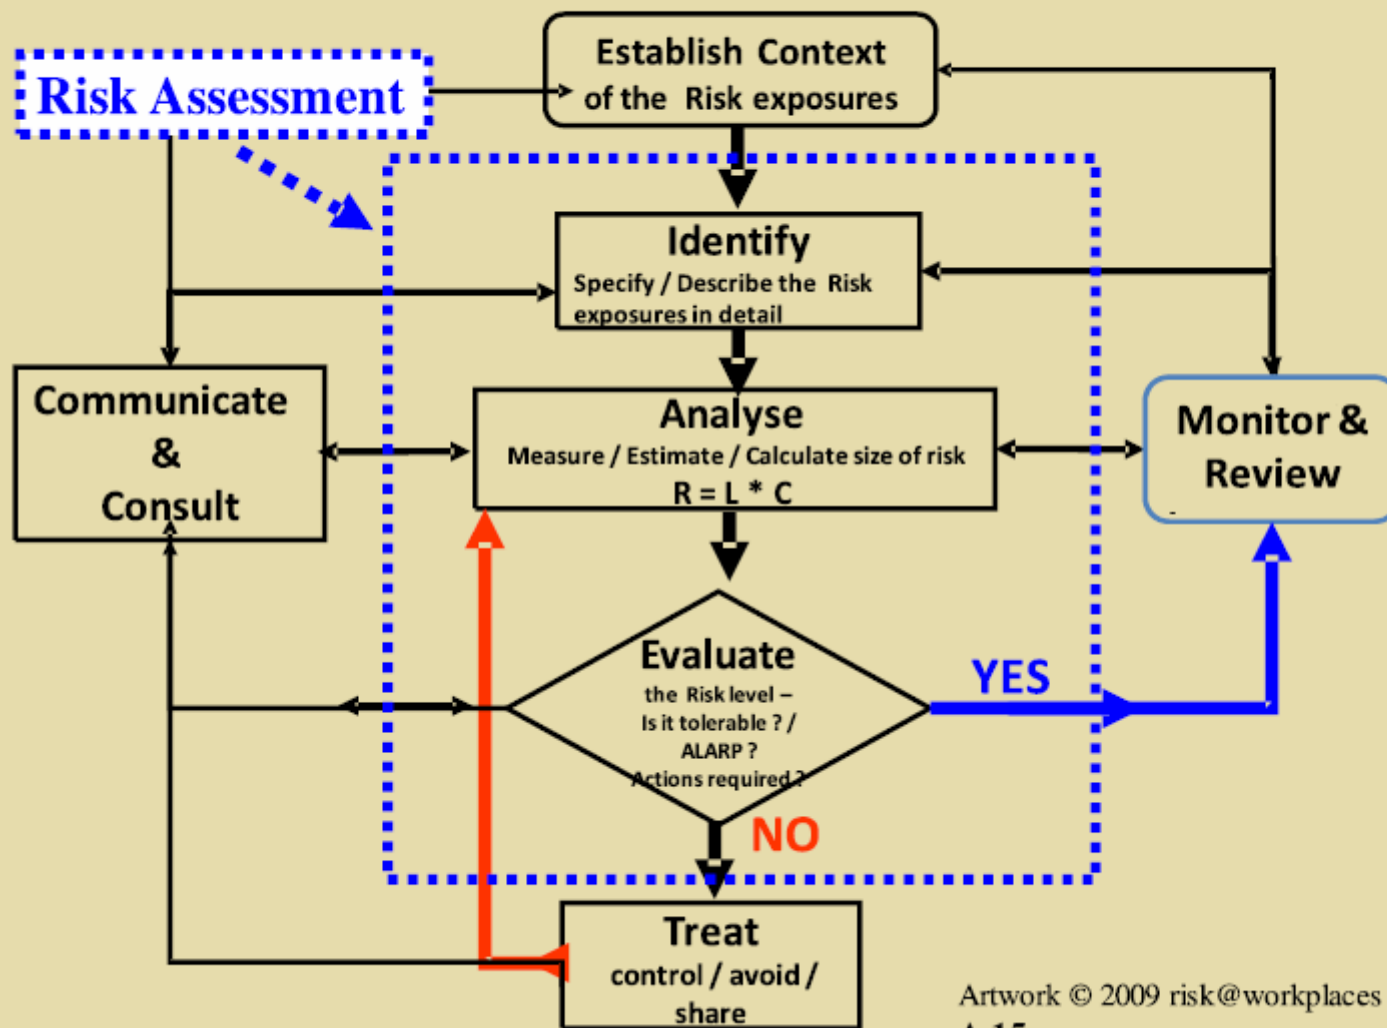 Risk Assessment
Establish Context
of the Risk exposures
Identify
Specify / Describe the Risk
exposures in detail
Communicate
&
Consult
Analyse
Measure / Estimate / Calculate size of risk
R = L * C
Monitor &
Review
-
Evaluate
the Risk level –
Is it tolerable ? /
ALARP ?
Actions required ?
YES
NO
Treat
control / avoid /
share
Artwork © 2009 risk@workplaces